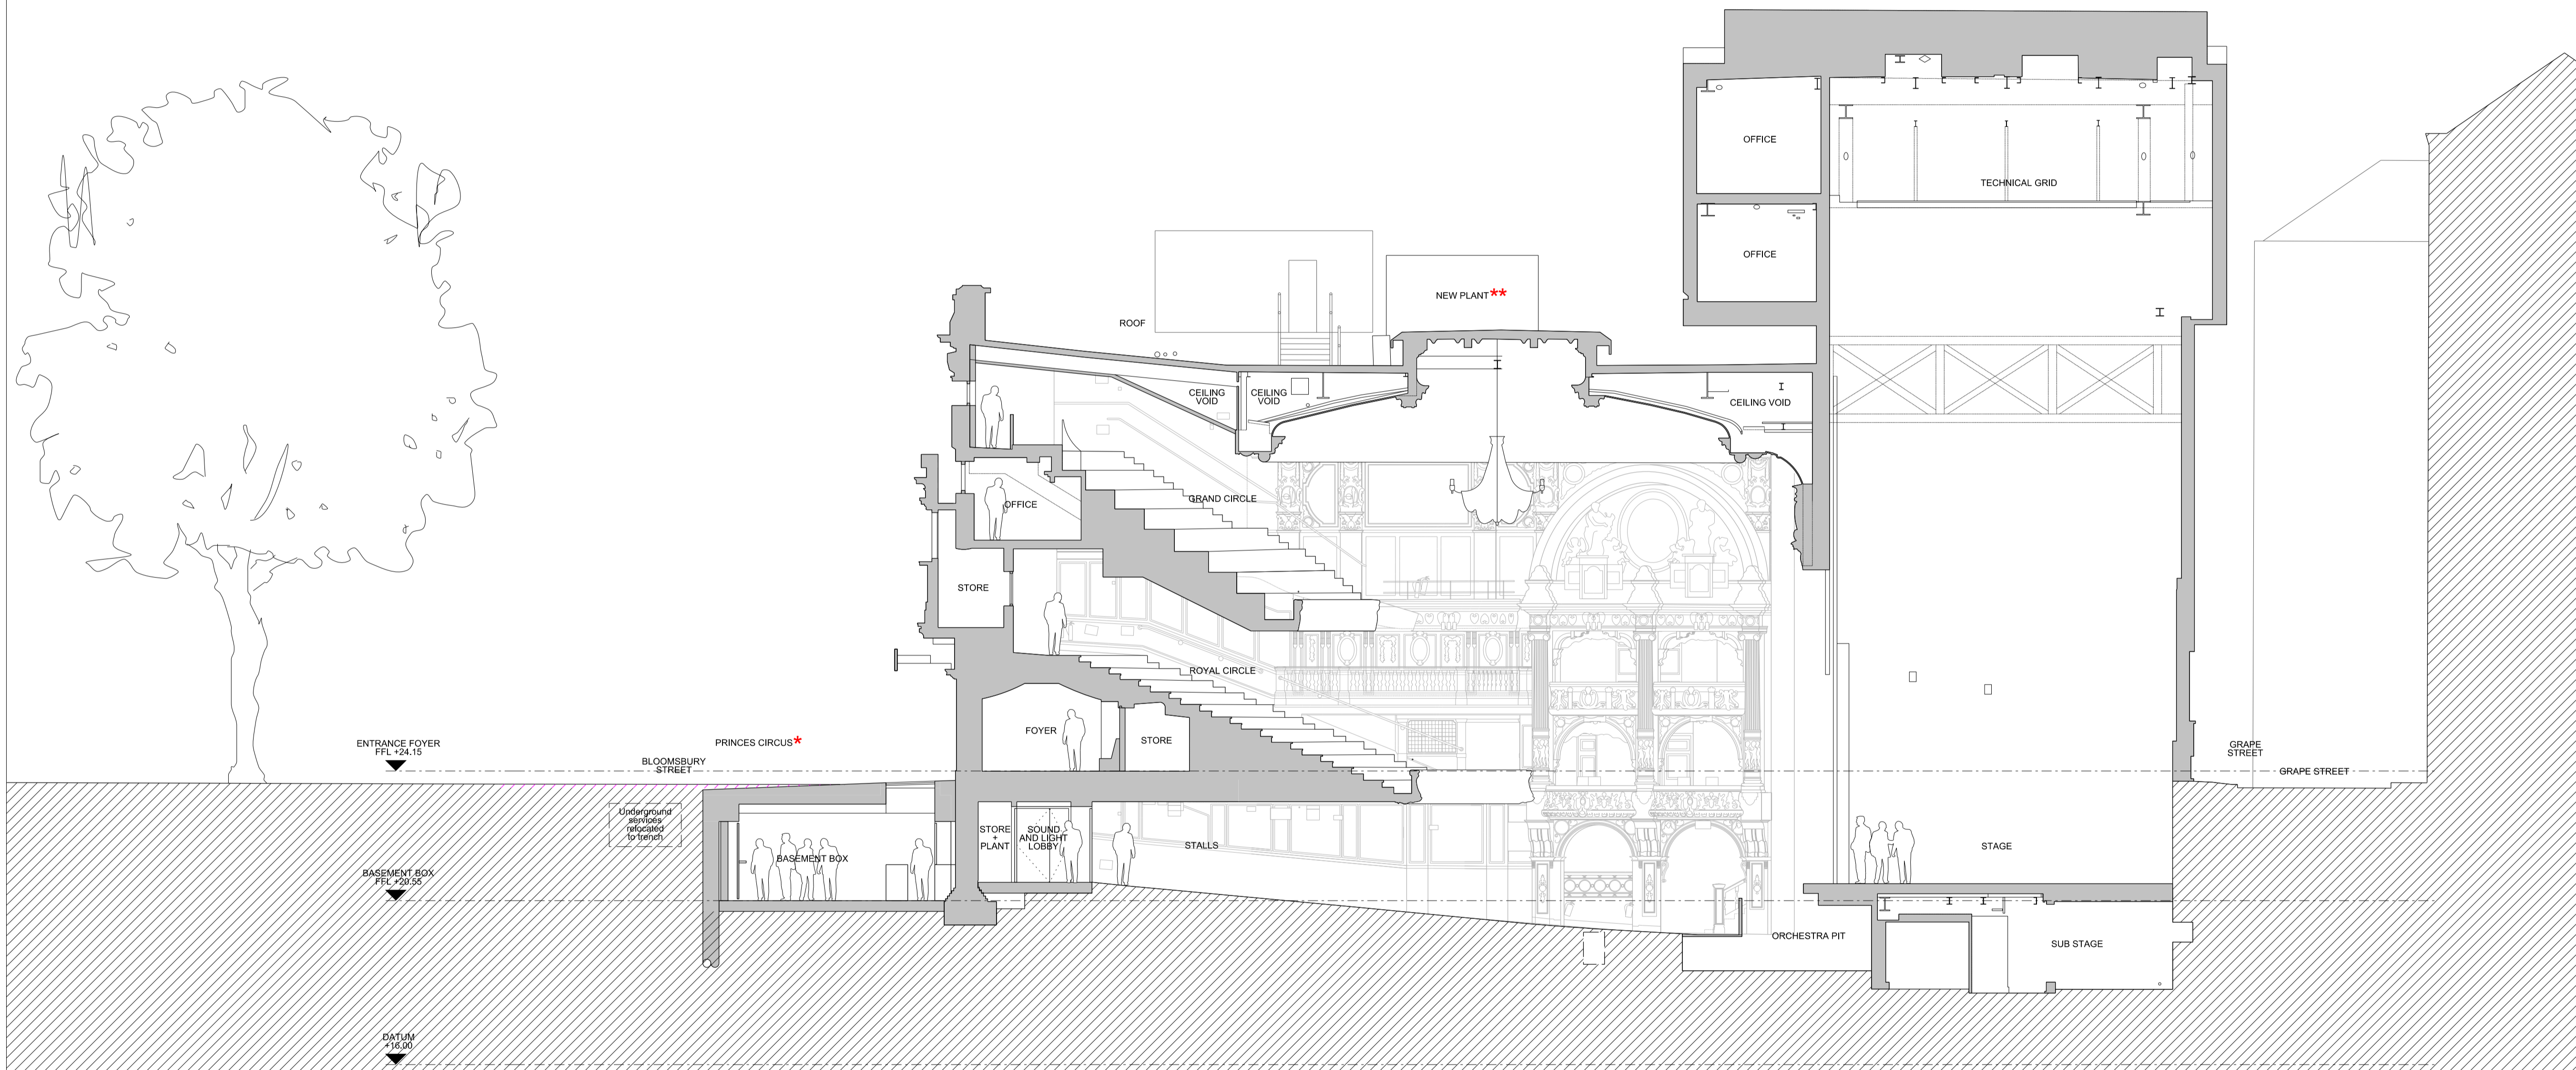 OFFICE
TECHNICAL GRID
OFFICE
NEW PLANT**
ROOF
CEILING
VOID
CEILING
VOID
CEILING VOID
GRAND CIRCLE
OFFICE
STORE
ROYAL CIRCLE
FOYER
STORE
ENTRANCE FOYER
FFL +24.15
PRINCES CIRCUS*
BLOOMSBURY
STREET
GRAPE
STREET
GRAPE STREET
Underground
services
relocated
to trench
STORE
+
PLANT
SOUND
AND LIGHT
LOBBY
STALLS
STAGE
BASEMENT BOX
BASEMENT BOX
FFL +20.55
ORCHESTRA PIT
SUB STAGE
DATUM
+16.00